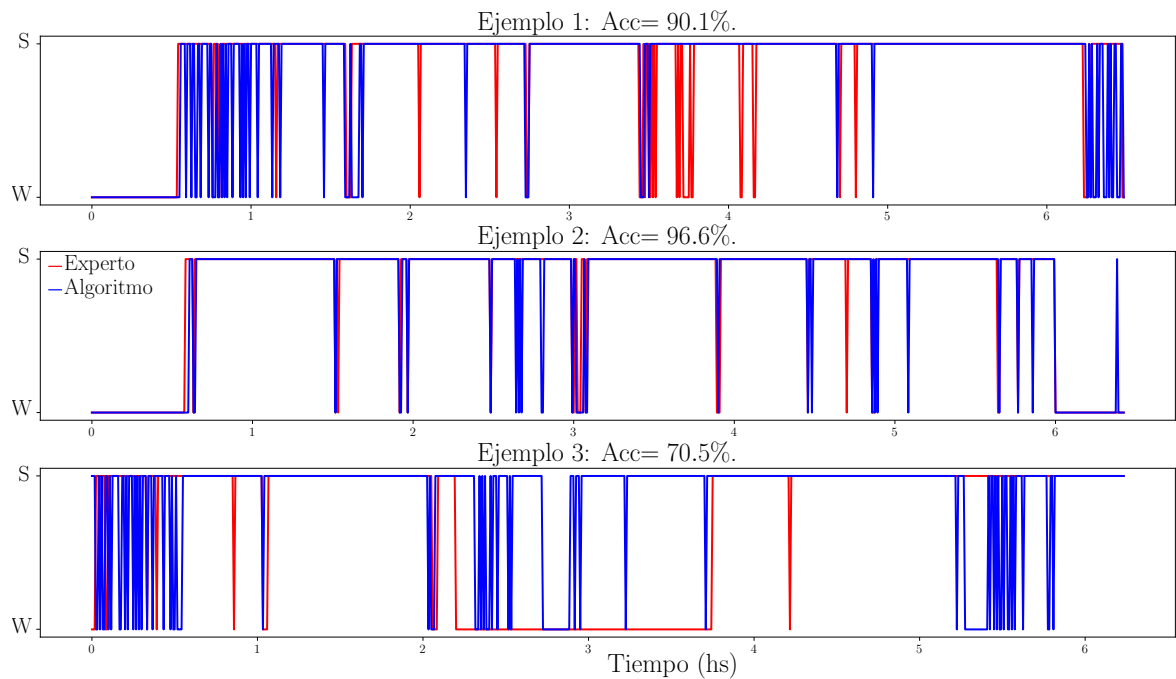 Ejemplo 1: Acc= 90.1%.
S
W
0 1 2 3 4 5 6
Ejemplo 2: Acc= 96.6%.
S
Experto
Algoritmo
W
0 1 2 3 4 5 6
Ejemplo 3: Acc= 70.5%.
S
W
0 1 2 3 4 5 6
Tiempo (hs)